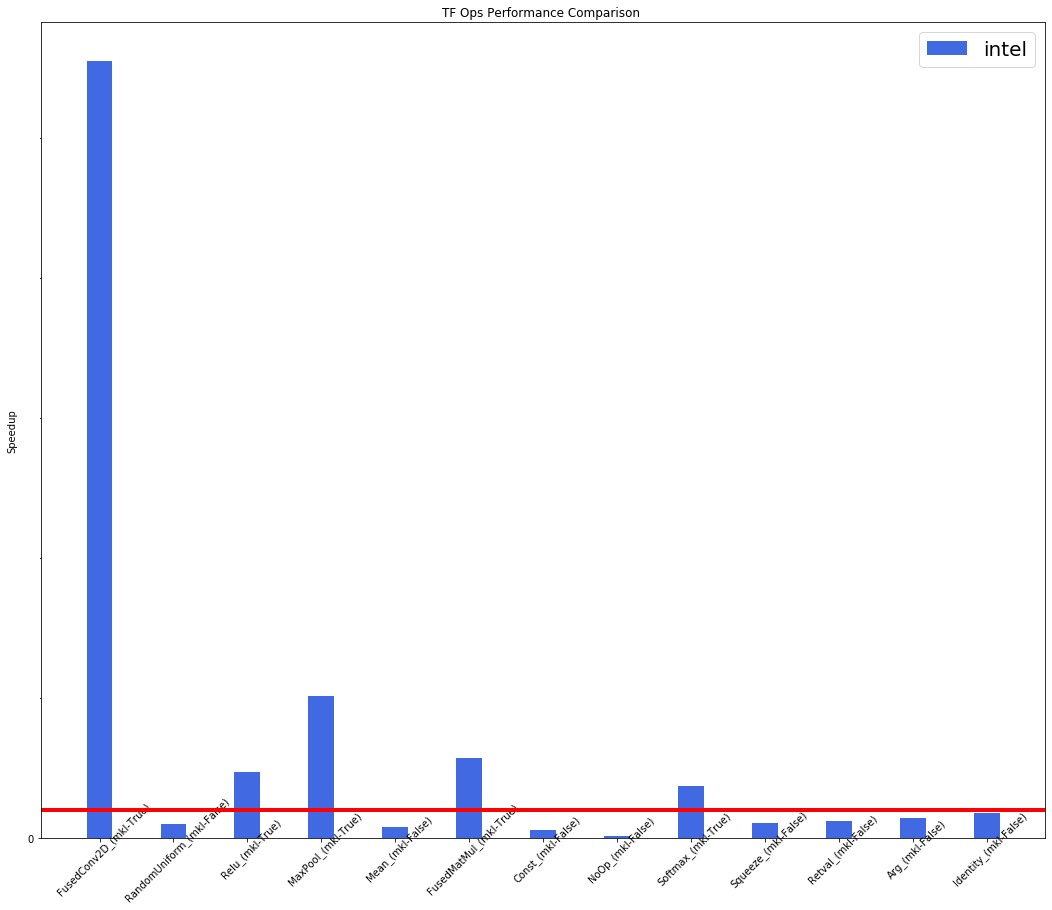 TF Ops Performance Comparison
intel
Speedup
0
FusedConv2D_(mkl-True)
RandomUniform_(mkl-False)
Relu_(mkl-True)
MaxPool_(mkl-True)
Mean_(mkl-False)
FusedMatMul_(mkl-True)
Const_(mkl-False)
NoOp_(mkl-False)
Softmax_(mkl-True)
Squeeze_(mkl-False)
Retval_(mkl-False)
Arg_(mkl-False)
Identity_(mkl-False)